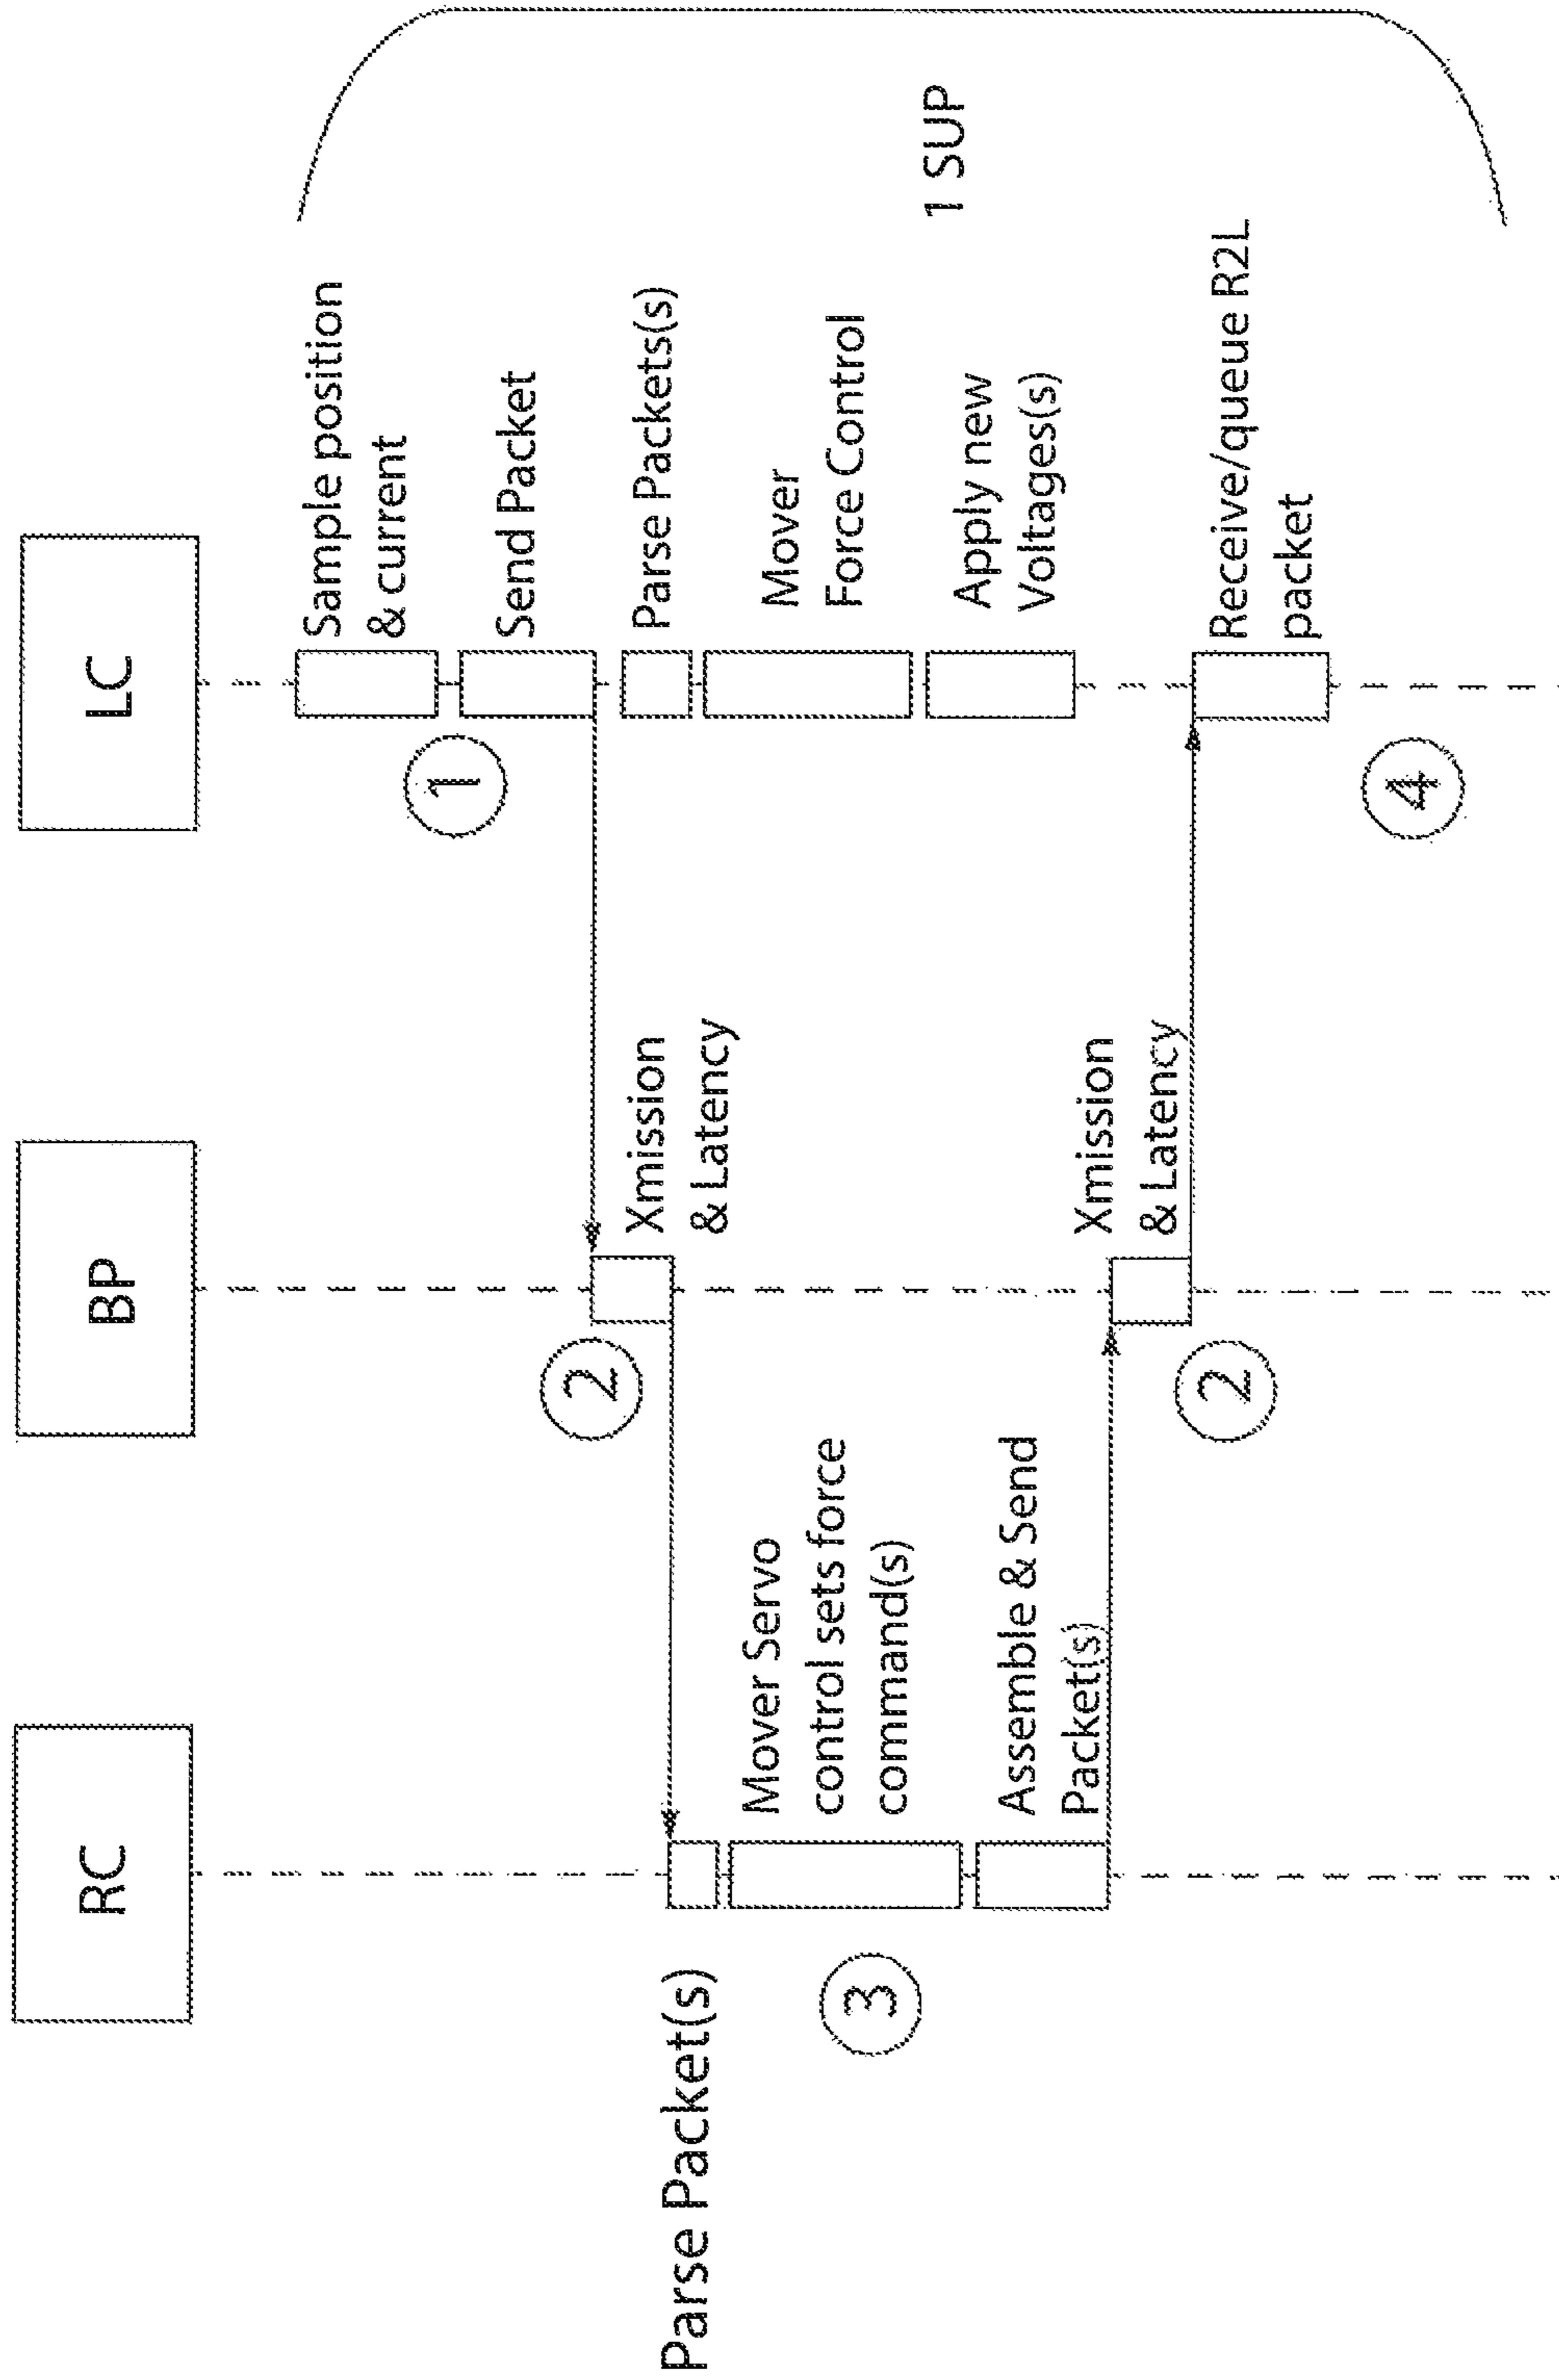 RC
BP
LC
Sample position
& current
1
Send Packet
2
Xmission
& Latency
Parse Packets(s)
Parse Packet(s)
Mover Servo
control sets force
command(s)
3
Mover
Force Control
1 SUP
Assemble & Send
Packet(s)
Apply new
Voltages(s)
Xmission
& Latency
2
Receive/queue R2L
packet
4